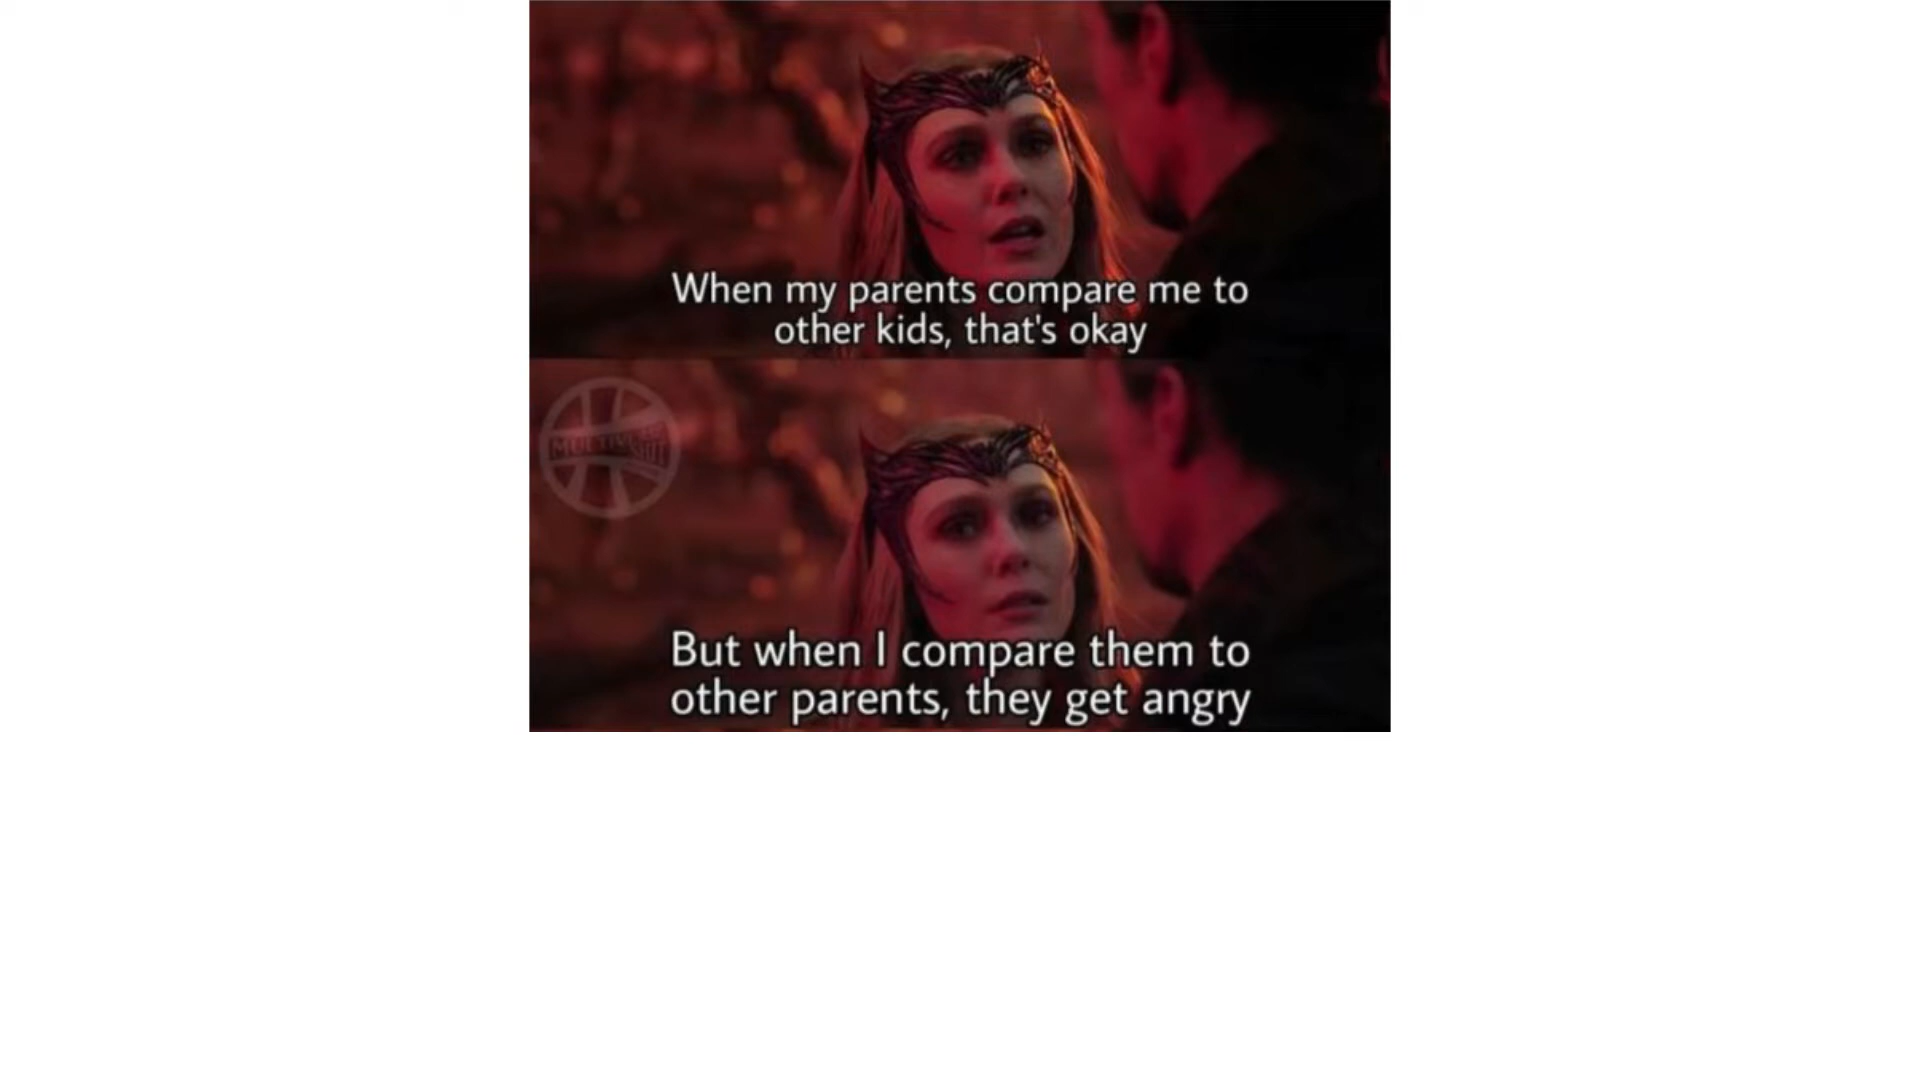 When my parents compare me to
other kids, that's okay
But when I compare them to
other parents, they get angry